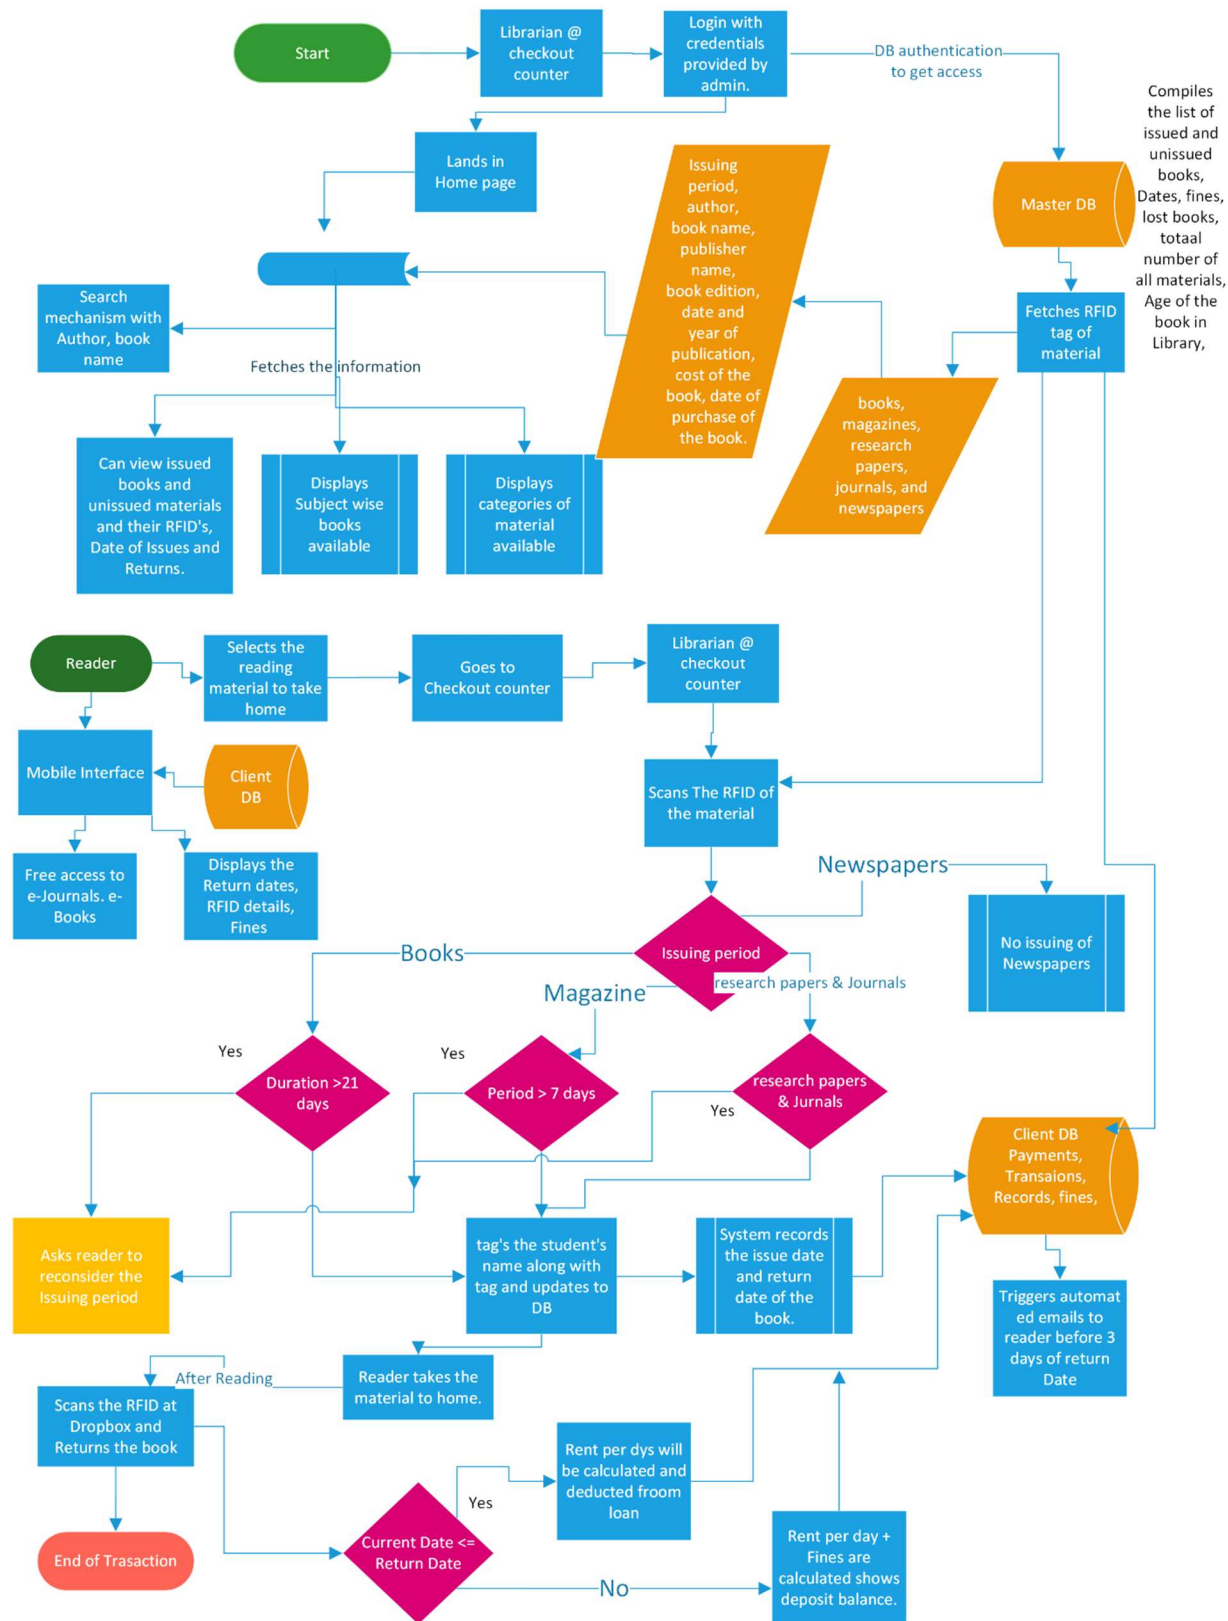 Start
Librarian @
checkout
counter
Login with
credentials
provided by
admin.
DB authentication
to get access
Compiles
the list of
issued and
unissued
books,
Dates, fines,
lost books,
totaal
number of
all materials,
Age of the
book in
Library,
Master DB
Lands in
Home page
Issuing
period,
author,
book name,
publisher
name,
book edition,
date and
year of
publication,
cost of the
book, date of
purchase of
the book.
Fetches RFID
tag of
material
books,
magazines,
research
papers,
journals, and
newspapers
Search
mechanism with
Author, book
name
Fetches the information
Can view issued
books and
unissued materials
and their RFID's,
Date of Issues and
Returns.
Displays
Subject wise
books
available
Displays
categories of
material
available
Reader
Selects the
reading
material to take
home
Goes to
Checkout counter
Librarian @
checkout
counter
Mobile Interface
Client
DB
Scans The RFID of
the material
Free access to
e-Journals. e-
Books
Displays the
Return dates,
RFID details,
Fines
Newspapers
No issuing of
Newspapers
Issuing period
Books
Magazine
research papers & Journals
Yes
Duration >21
days
Yes
Period > 7 days
Yes
research papers
& Jurnals
Client DB
Payments,
Transaions,
Records, fines,
Asks reader to
reconsider the
Issuing period
tag's the student's
name along with
tag and updates to
DB
System records
the issue date
and return
date of the
book.
Triggers automat
ed emails to
reader before 3
days of return
Date
Reader takes the
material to home.
After Reading
Scans the RFID at
Dropbox and
Returns the book
End of Trasaction
Current Date <=
Return Date
Yes
Rent per dys will
be calculated and
deducted froom
loan
No
Rent per day +
Fines are
calculated shows
deposit balance.